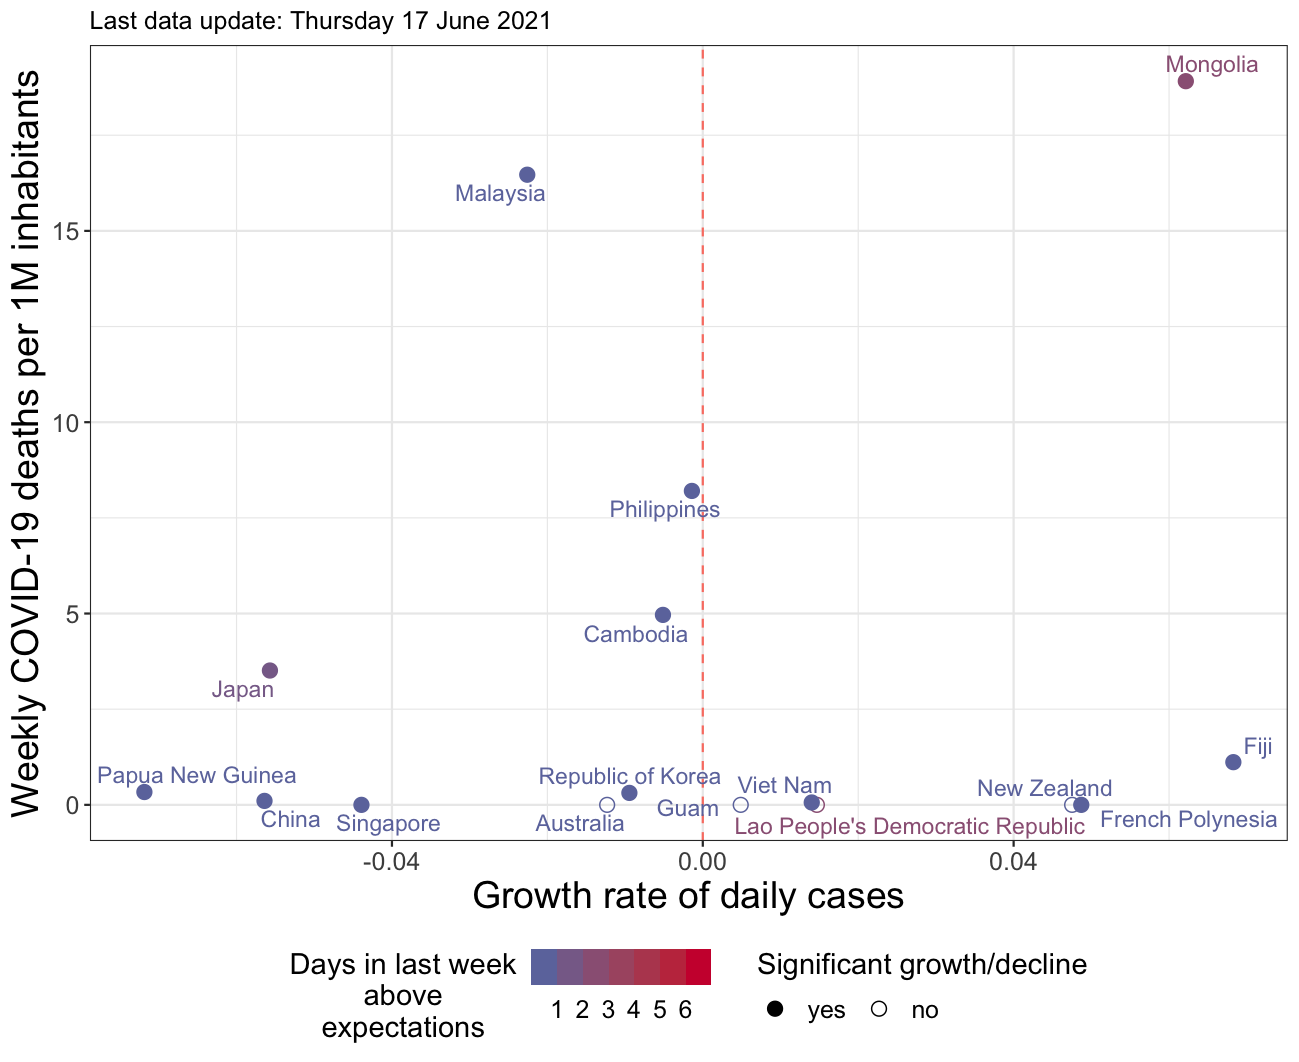 Last data update: Thursday 17 June 2021
Weekly COVID-19 deaths per 1M inhabitants
15
10
5
0
Mongolia
Malaysia
Philippines
Cambodia
Japan
Fiji
Papua New Guinea
Republic of Korea
Viet Nam
New Zealand
China
Singapore
Australia
Guam
Lao People's Democratic Republic
French Polynesia
-0.04
0.00
0.04
Growth rate of daily cases
Days in last week
above
expectations
1 2 3 4 5 6
Significant growth/decline
yes
no